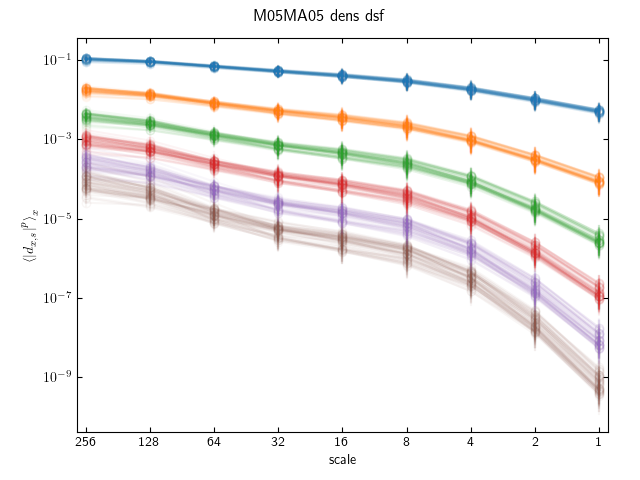 M05MA05 dens dsf
⟨|d_{x,s}|^p⟩_x
10^{-1}
10^{-3}
10^{-5}
10^{-7}
10^{-9}
256 128 64 32 16 8 4 2 1
scale